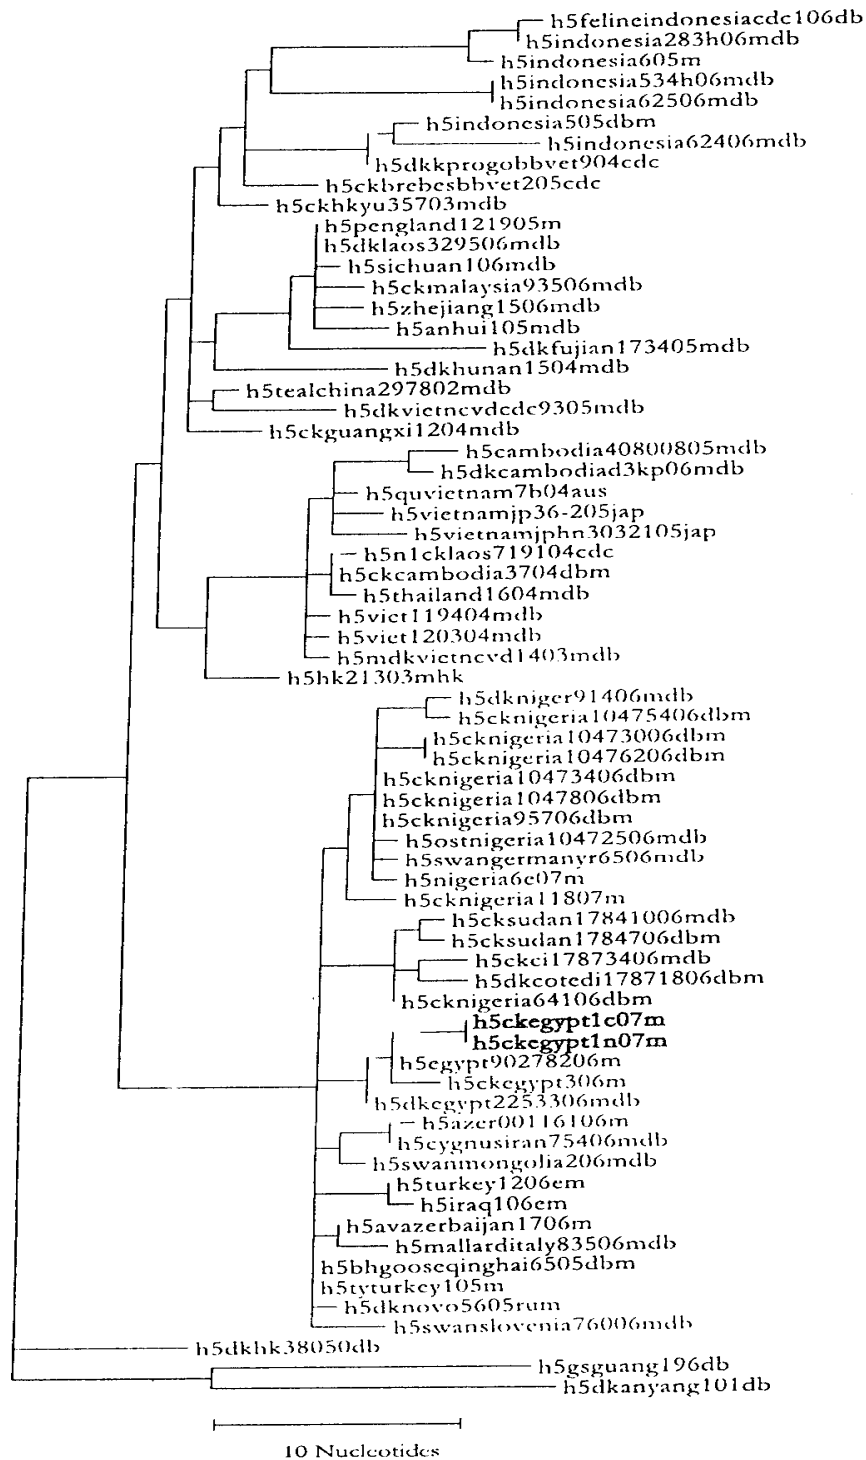 h5felineindonesiacdc106db
h5indonesia283h06mdb
h5indonesia605m
h5indonesia534h06mdb
h5indonesia62506mdb
h5indonesia505dbm
h5indonesia62406mdb
h5dkkprogobbvet904cdc
h5ckbrebesbbvet205cdc
h5ckhkyu35703mdb
h5pengland121905m
h5dklaos329506mdb
h5sichuan106mdb
h5ckmalaysia93506mdb
h5zhejiang1506mdb
h5anhui105mdb
h5dkfujian173405mdb
h5dkhunan1504mdb
h5tealchina297802mdb
h5dkvietncvdcdc9305mdb
h5ckguangxi1204mdb
h5cambodia40800805mdb
h5dkcambodiad3kp06mdb
h5quvietnam7b04aus
h5vietnamjp36-205jap
h5vietnamjphn3032105jap
h5n1cklaos719104cdc
h5ckcambodia3704dbm
h5thailand1604mdb
h5viet119404mdb
h5viet120304mdb
h5mdkvietncvd1403mdb
h5hk21303mhk
h5dkniger91406mdb
h5cknigeria10475406dbm
h5cknigeria10473006dbm
h5cknigeria10476206dbm
h5cknigeria10473406dbm
h5cknigeria1047806dbm
h5cknigeria95706dbm
h5ostnigeria10472506mdb
h5swangermanyr6506mdb
h5nigeria6e07m
h5cknigeria11807m
h5cksudan17841006mdb
h5cksudan1784706dbm
h5ckci17873406mdb
h5dkcotedi17871806dbm
h5cknigeria64106dbm
h5ckegypt1c07m
h5ckegypt1n07m
h5egypt90278206m
h5ckegypt306m
h5dkegypt2253306mdb
h5azer00116106m
h5cygnusiran75406mdb
h5swanmongolia206mdb
h5turkey1206em
h5iraq106em
h5avazerbaijan1706m
h5mallarditaly83506mdb
h5bhgooseqinghai6505dbm
h5tyturkey105m
h5dknovo5605rum
h5swanslovenia76006mdb
h5dkhk38050db
h5gsguang196db
h5dkanyang101db
10 Nucleotides